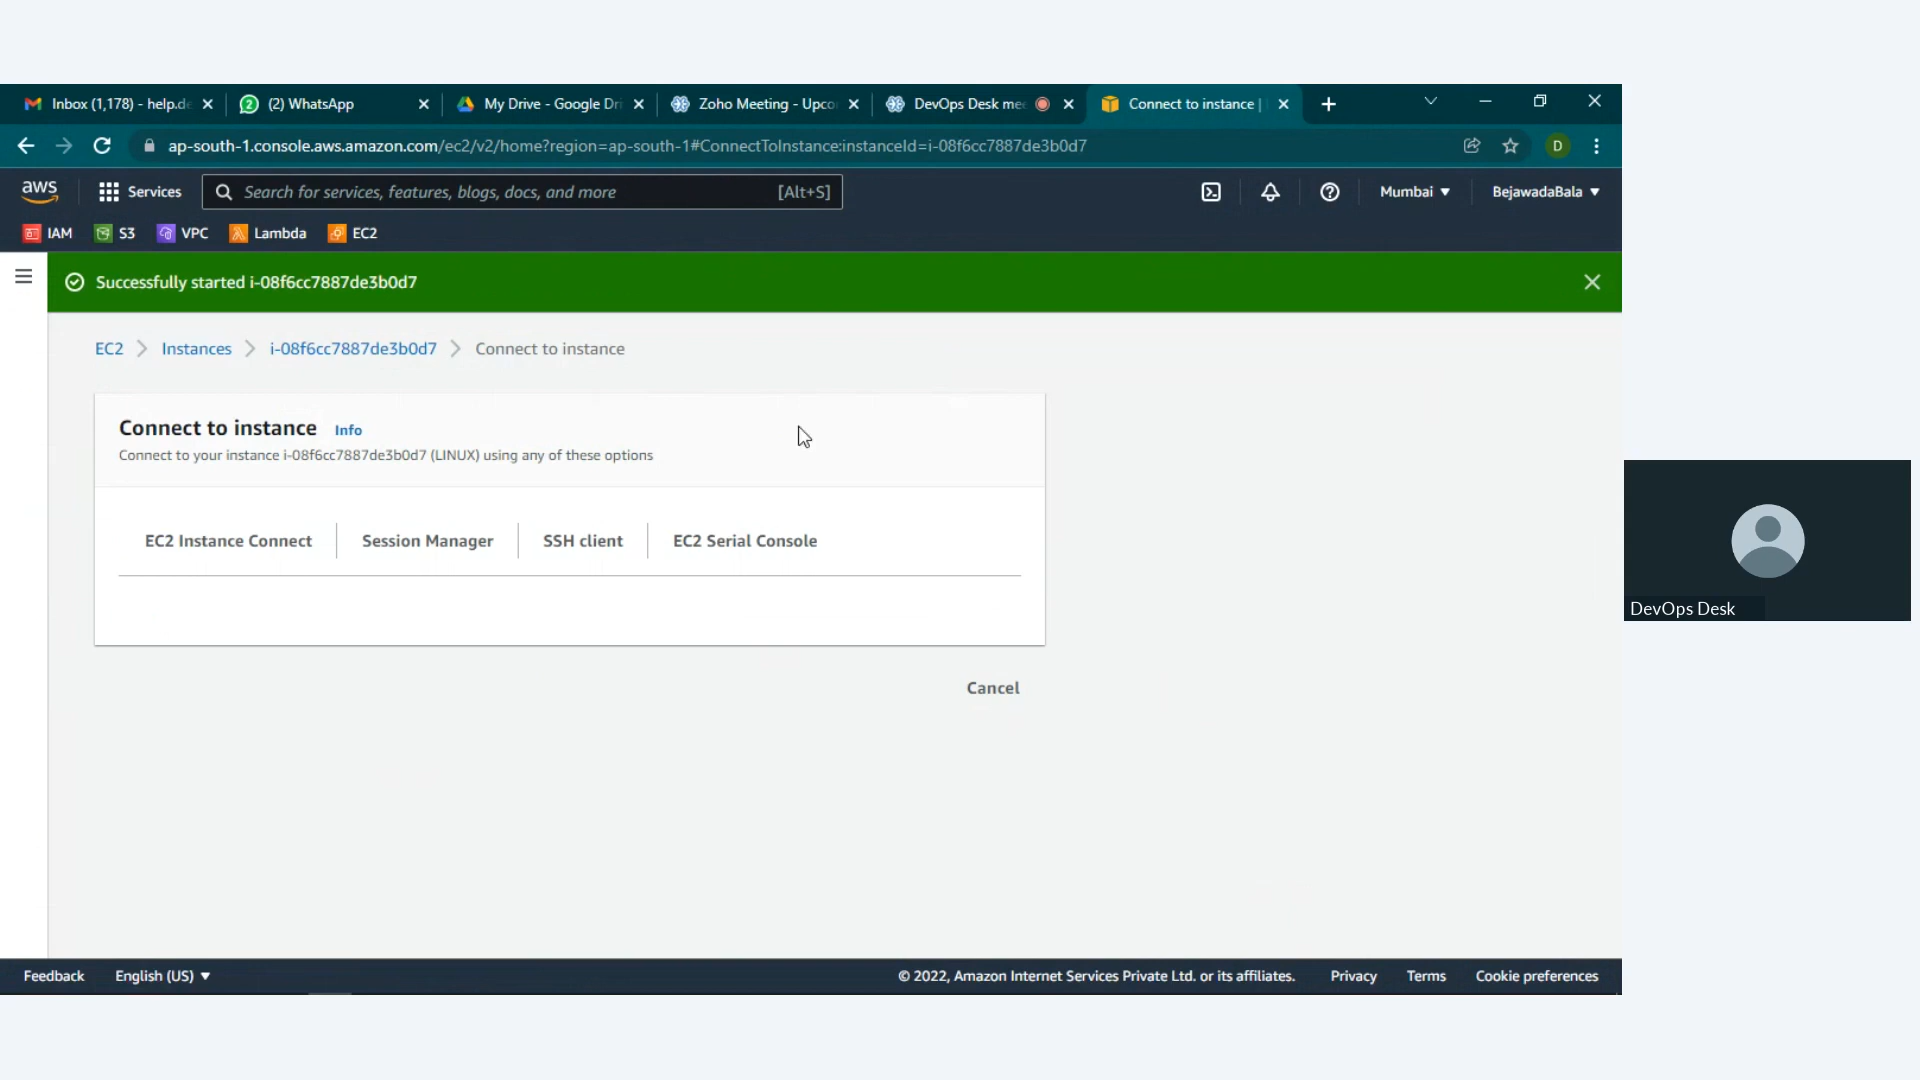 Inbox (1,178) - help.de
(2) WhatsApp
My Drive - Google Dri
Zoho Meeting - Upco
DevOps Desk mee
Connect to instance |
ap-south-1.console.aws.amazon.com/ec2/v2/home?region=ap-south-1#ConnectToInstance:instanceId=i-08f6cc7887de3b0d7
D
aws
Services
Search for services, features, blogs, docs, and more
[Alt+S]
Mumbai
BejawadaBala
IAM
S3
VPC
Lambda
EC2
Successfully started i-08f6cc7887de3b0d7
EC2
Instances
i-08f6cc7887de3b0d7
Connect to instance
Connect to instance
Info
Connect to your instance i-08f6cc7887de3b0d7 (LINUX) using any of these options
EC2 Instance Connect
Session Manager
SSH client
EC2 Serial Console
Cancel
DevOps Desk
Feedback
English (US)
© 2022, Amazon Internet Services Private Ltd. or its affiliates.
Privacy
Terms
Cookie preferences